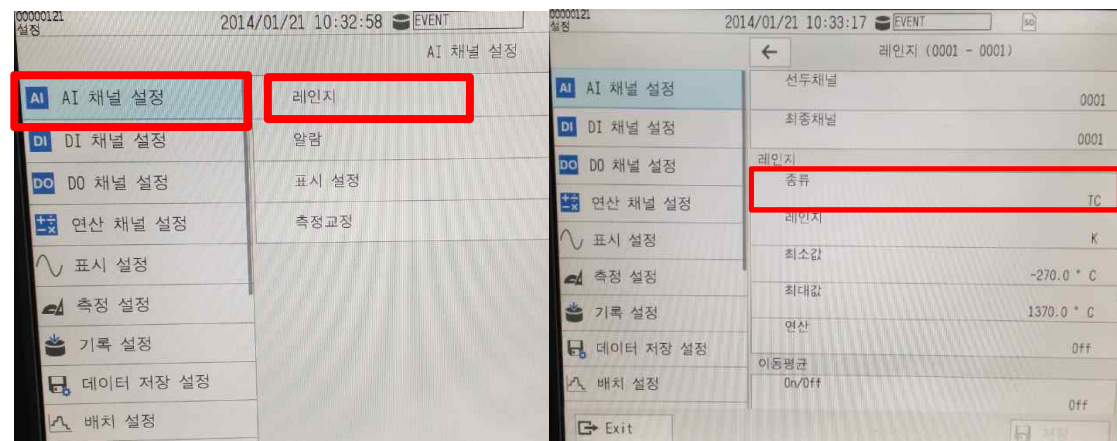 00000121
설정
2014/01/21 10:32:58 EVENT
AI 채널 설정
AI AI 채널 설정
DI DI 채널 설정
DO DO 채널 설정
연산 채널 설정
표시 설정
측정 설정
기록 설정
데이터 저장 설정
배치 설정
레인지
알람
표시 설정
측정교정
00000121
설정
2014/01/21 10:33:17 EVENT SD
레인지 (0001 - 0001)
AI AI 채널 설정
DI DI 채널 설정
DO DO 채널 설정
연산 채널 설정
표시 설정
측정 설정
기록 설정
데이터 저장 설정
배치 설정
Exit
선두채널
0001
최종채널
0001
레인지
종류
TC
레인지
K
최소값
-270.0 ° C
최대값
1370.0 ° C
연산
Off
이동평균
On/Off
Off